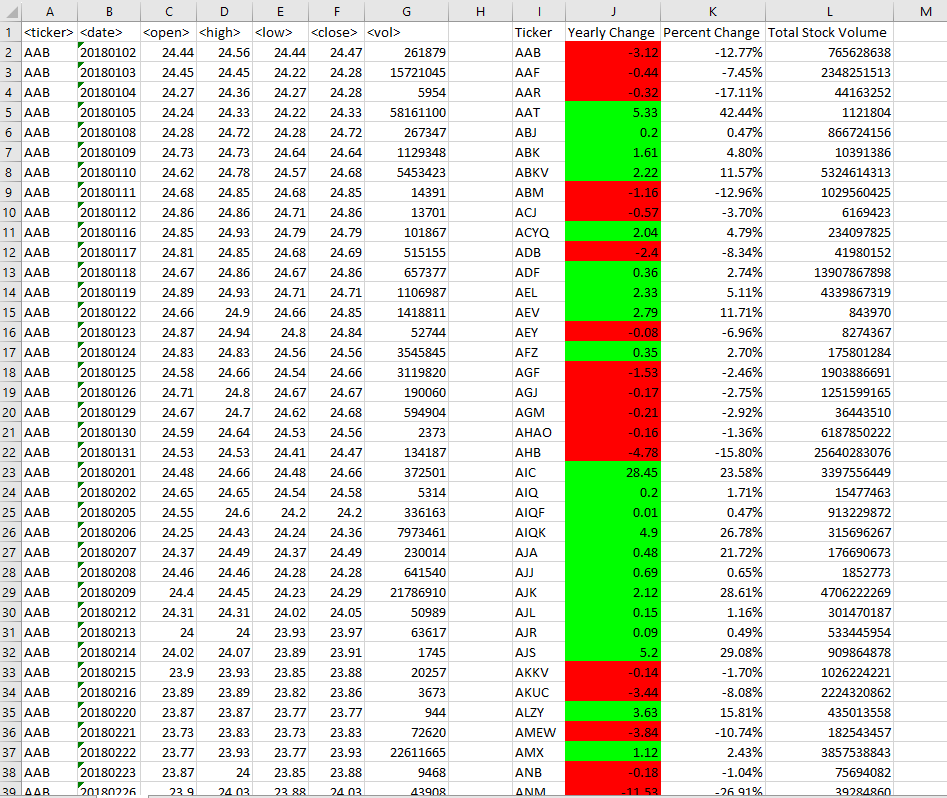 A B C D E F G H I J K L M
1 <ticker> <date> <open> <high> <low> <close> <vol> Ticker Yearly Change Percent Change Total Stock Volume
2 AAB 20180102 24.44 24.56 24.44 24.47 261879 AAB -3.12 -12.77% 765628638
3 AAB 20180103 24.45 24.45 24.22 24.28 15721045 AAF -0.44 -7.45% 2348251513
4 AAB 20180104 24.27 24.36 24.27 24.28 5954 AAR -0.32 -17.11% 44163252
5 AAB 20180105 24.24 24.33 24.22 24.33 58161100 AAT 5.33 42.44% 1121804
6 AAB 20180108 24.28 24.72 24.28 24.72 267347 ABJ 0.2 0.47% 866724156
7 AAB 20180109 24.73 24.73 24.64 24.64 1129348 ABK 1.61 4.80% 10391386
8 AAB 20180110 24.62 24.78 24.57 24.68 5453423 ABKV 2.22 11.57% 5324614313
9 AAB 20180111 24.68 24.85 24.68 24.85 14391 ABM -1.16 -12.96% 1029560425
10 AAB 20180112 24.86 24.86 24.71 24.86 13701 ACJ -0.57 -3.70% 6169423
11 AAB 20180116 24.85 24.93 24.79 24.79 101867 ACYQ 2.04 4.79% 234097825
12 AAB 20180117 24.81 24.85 24.68 24.69 515155 ADB -2.4 -8.34% 41980152
13 AAB 20180118 24.67 24.86 24.67 24.86 657377 ADF 0.36 2.74% 13907867898
14 AAB 20180119 24.89 24.93 24.71 24.71 1106987 AEL 2.33 5.11% 4339867319
15 AAB 20180122 24.66 24.9 24.66 24.85 1418811 AEV 2.79 11.71% 843970
16 AAB 20180123 24.87 24.94 24.8 24.84 52744 AEY -0.08 -6.96% 8274367
17 AAB 20180124 24.83 24.83 24.56 24.56 3545845 AFZ 0.35 2.70% 175801284
18 AAB 20180125 24.58 24.66 24.54 24.66 3119820 AGF -1.53 -2.46% 1903886691
19 AAB 20180126 24.71 24.8 24.67 24.67 190060 AGJ -0.17 -2.75% 1251599165
20 AAB 20180129 24.67 24.7 24.62 24.68 594904 AGM -0.21 -2.92% 36443510
21 AAB 20180130 24.59 24.64 24.53 24.56 2373 AHAO -0.16 -1.36% 6187850222
22 AAB 20180131 24.53 24.53 24.41 24.47 134187 AHB -4.78 -15.80% 25640283076
23 AAB 20180201 24.48 24.66 24.48 24.66 372501 AIC 28.45 23.58% 3397556449
24 AAB 20180202 24.65 24.65 24.54 24.58 5314 AIQ 0.2 1.71% 15477463
25 AAB 20180205 24.55 24.6 24.2 24.2 336163 AIQF 0.01 0.47% 913229872
26 AAB 20180206 24.25 24.43 24.24 24.36 7973461 AIQK 4.9 26.78% 315696267
27 AAB 20180207 24.37 24.49 24.37 24.49 230014 AJA 0.48 21.72% 176690673
28 AAB 20180208 24.46 24.46 24.28 24.28 641540 AJJ 0.69 0.65% 1852773
29 AAB 20180209 24.4 24.45 24.23 24.29 21786910 AJK 2.12 28.61% 4706222269
30 AAB 20180212 24.31 24.31 24.02 24.05 50989 AJL 0.15 1.16% 301470187
31 AAB 20180213 24 24 23.93 23.97 63617 AJR 0.09 0.49% 533445954
32 AAB 20180214 24.02 24.07 23.89 23.91 1745 AJS 5.2 29.08% 909864878
33 AAB 20180215 23.9 23.93 23.85 23.88 20257 AKKV -0.14 -1.70% 1026224221
34 AAB 20180216 23.89 23.89 23.82 23.86 3673 AKUC -3.44 -8.08% 2224320862
35 AAB 20180220 23.87 23.87 23.77 23.77 944 ALZY 3.63 15.81% 435013558
36 AAB 20180221 23.73 23.83 23.73 23.83 72620 AMEW -3.84 -10.74% 182543457
37 AAB 20180222 23.77 23.93 23.77 23.93 22611665 AMX 1.12 2.43% 3857538843
38 AAB 20180223 23.87 24 23.85 23.88 9468 ANB -0.18 -1.04% 75694082
39 AAB 20180226 23.9 24.03 23.88 24.03 43908 ANM -11.53 -26.91% 39284860